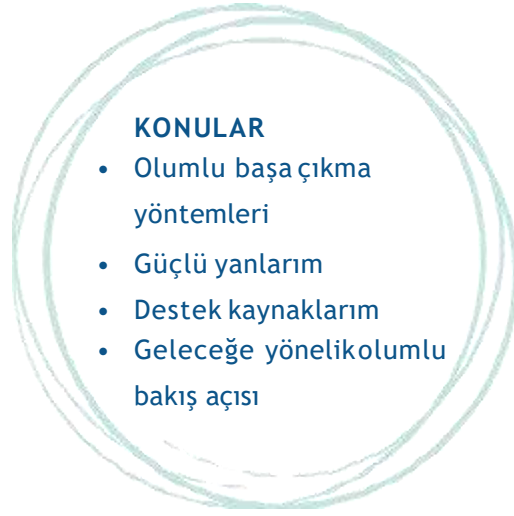 KONULAR
• Olumlu başa çıkma
yöntemleri
• Güçlü yanlarım
• Destek kaynaklarım
• Geleceğe yönelikolumlu
bakış açısı